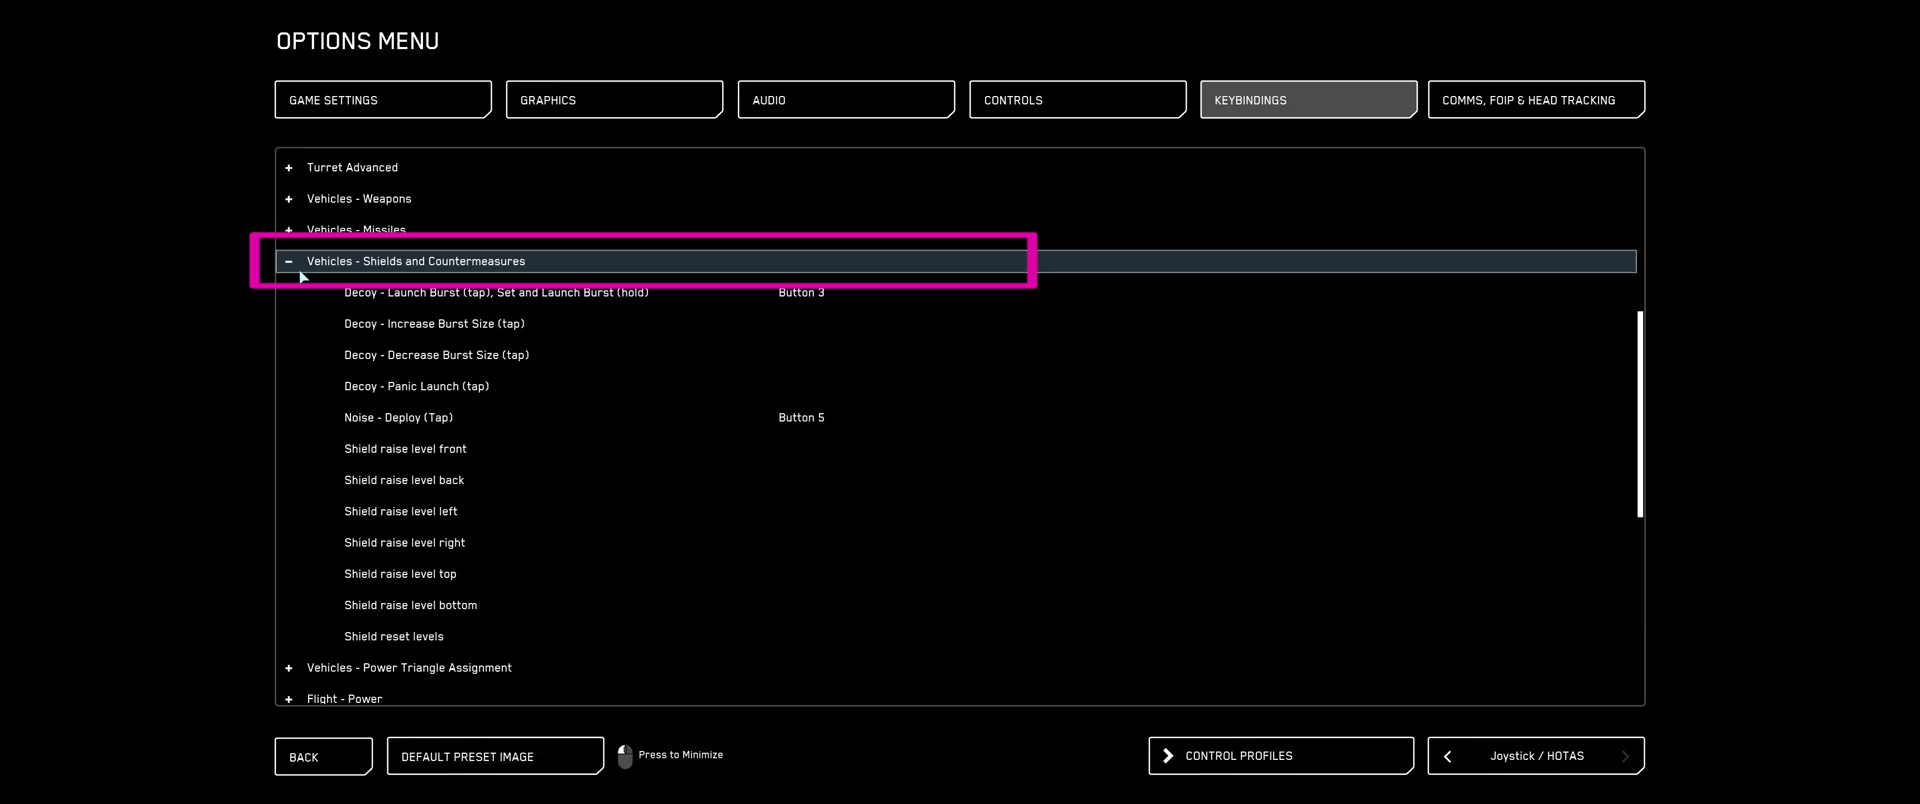 OPTIONS MENU
GAME SETTINGS
GRAPHICS
AUDIO
CONTROLS
KEYBINDINGS
COMMS, FOIP & HEAD TRACKING
+ Turret Advanced
+ Vehicles - Weapons
+ Vehicles - Missiles
- Vehicles - Shields and Countermeasures
Decoy - Launch Burst (tap), Set and Launch Burst (hold) Button 3
Decoy - Increase Burst Size (tap)
Decoy - Decrease Burst Size (tap)
Decoy - Panic Launch (tap)
Noise - Deploy (Tap) Button 5
Shield raise level front
Shield raise level back
Shield raise level left
Shield raise level right
Shield raise level top
Shield raise level bottom
Shield reset levels
+ Vehicles - Power Triangle Assignment
+ Flight - Power
BACK
DEFAULT PRESET IMAGE
Press to Minimize
CONTROL PROFILES
Joystick / HOTAS